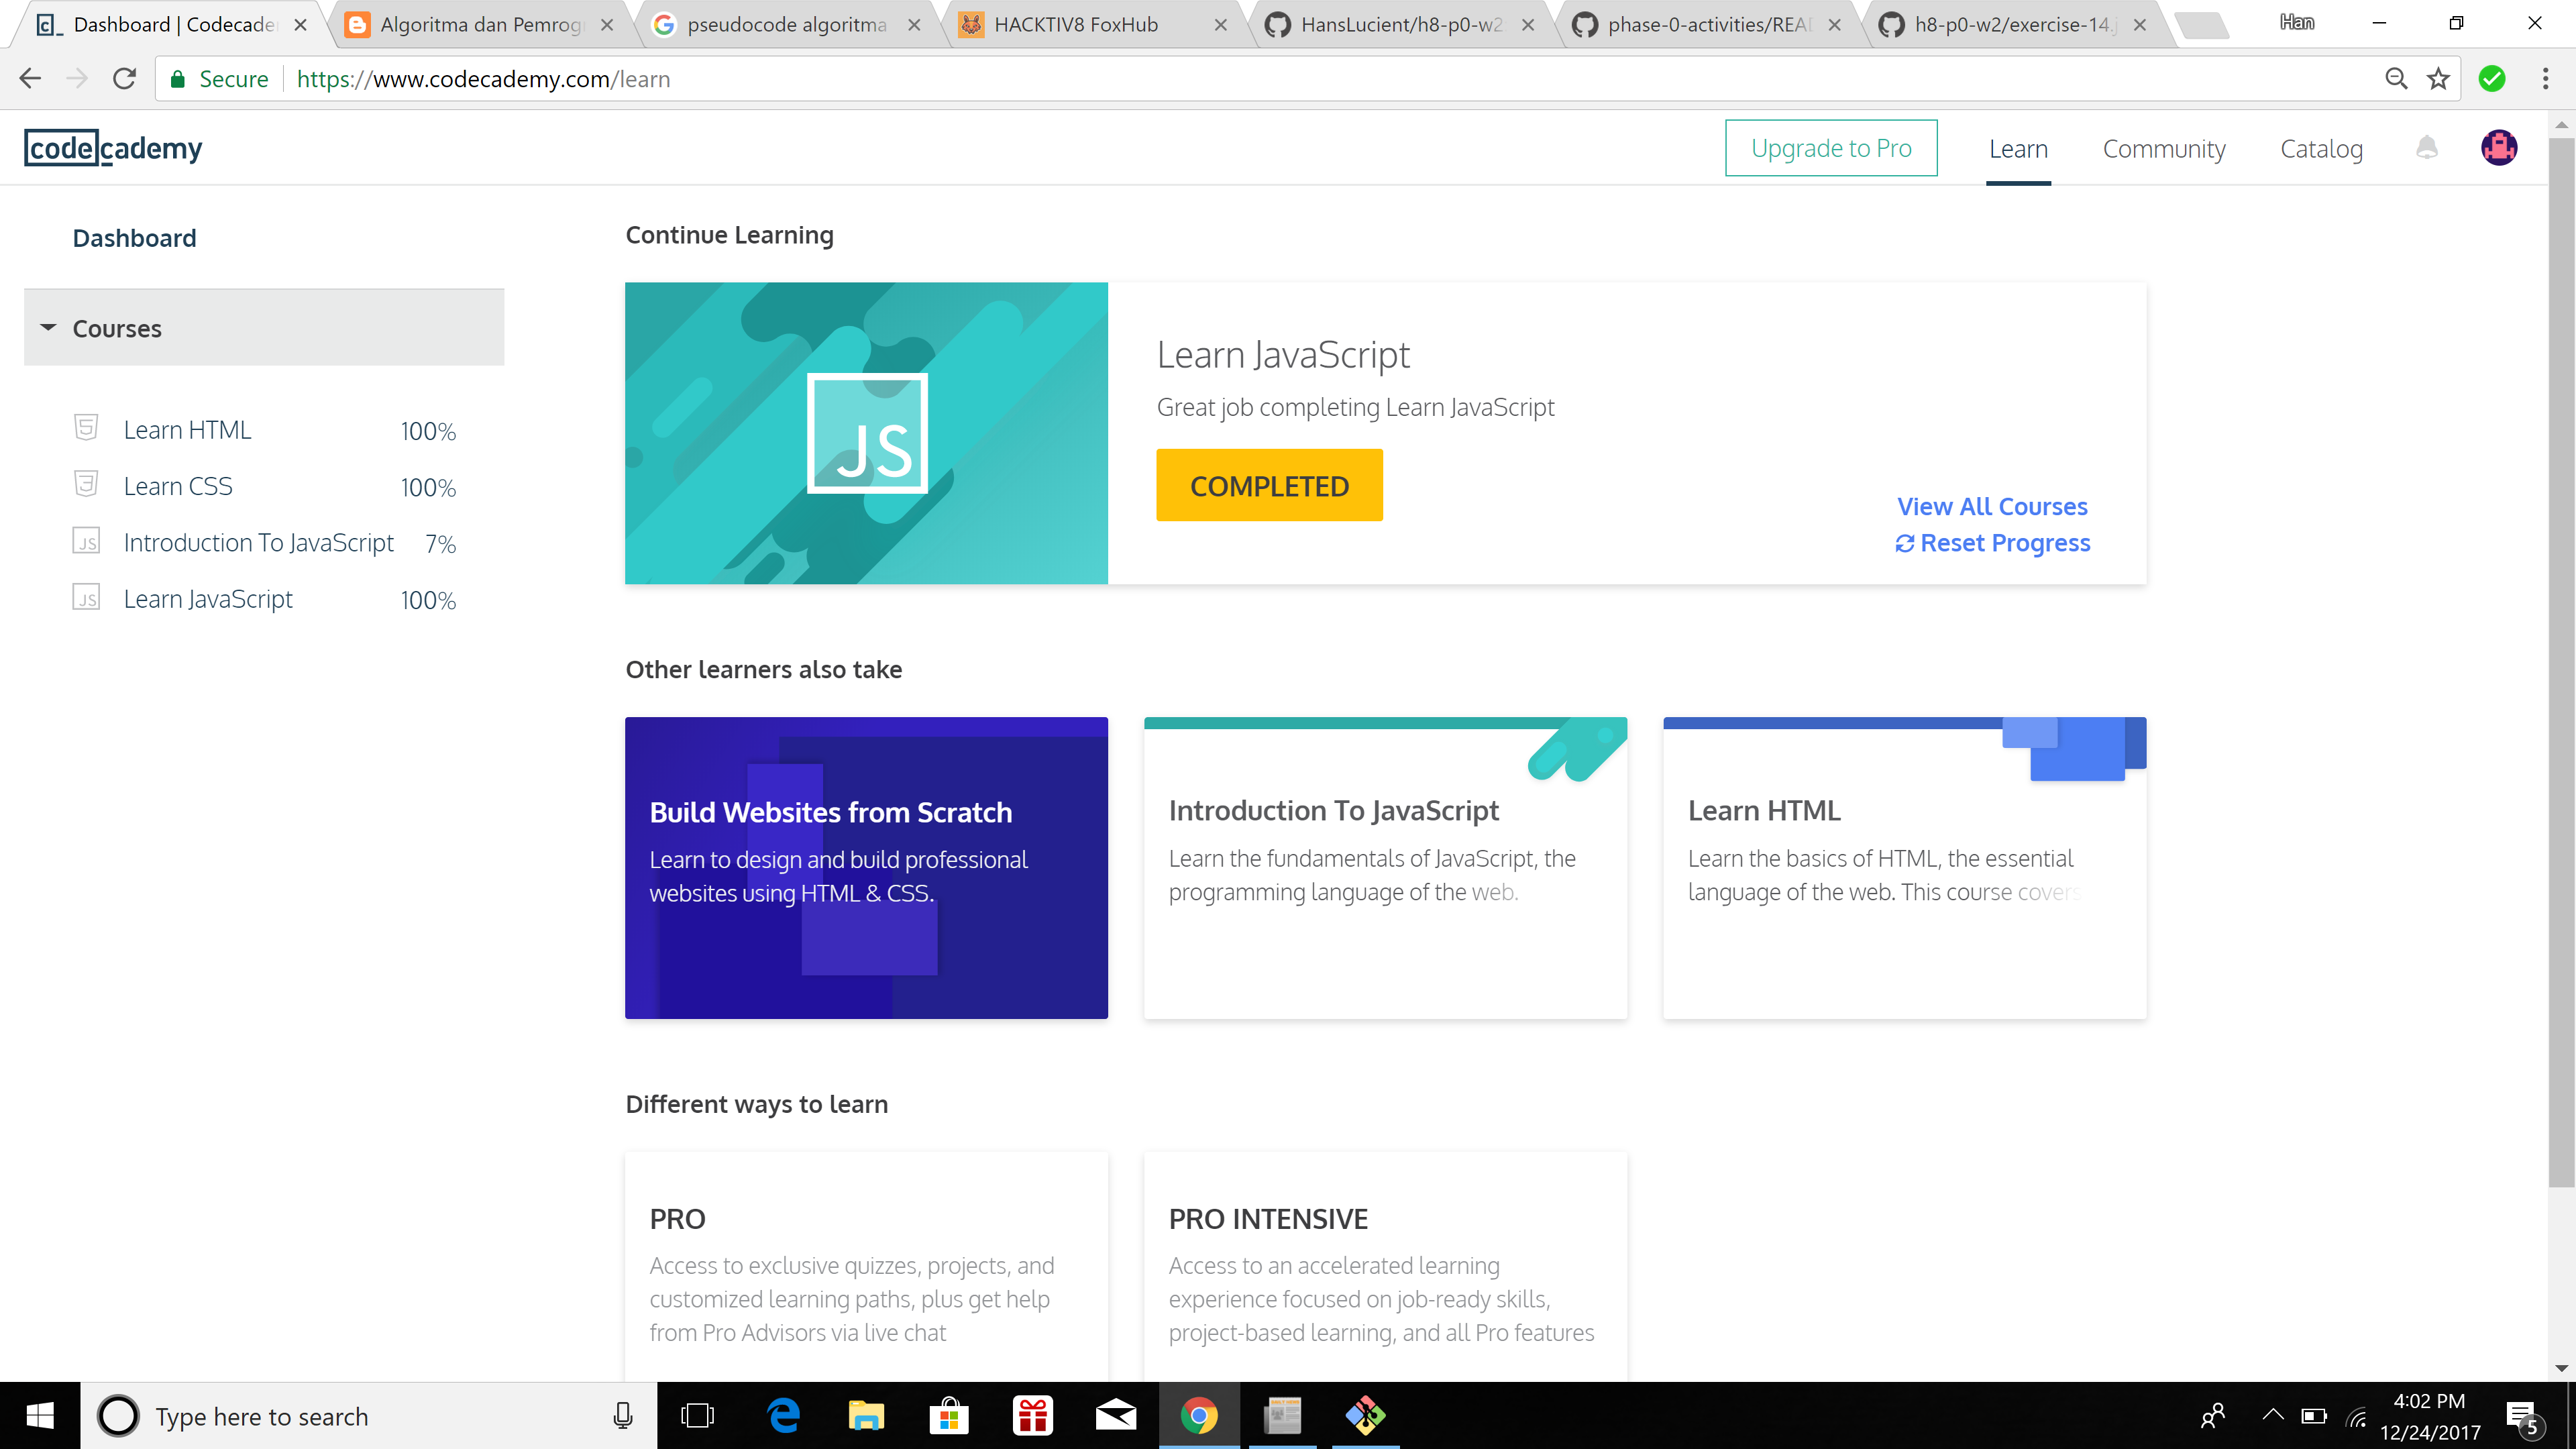 Dashboard | Codecade
Algoritma dan Pemrog
pseudocode algoritma
HACKTIV8 FoxHub
HansLucient/h8-p0-w2
phase-0-activities/REA
h8-p0-w2/exercise-14.j
Han
Secure
https://www.codecademy.com/learn
codecademy
Upgrade to Pro
Learn
Community
Catalog
Dashboard
Courses
Learn HTML 100%
Learn CSS 100%
Introduction To JavaScript 7%
Learn JavaScript 100%
Continue Learning
JS
Learn JavaScript
Great job completing Learn JavaScript
COMPLETED
View All Courses
Reset Progress
Other learners also take
Build Websites from Scratch
Learn to design and build professional
websites using HTML & CSS.
Introduction To JavaScript
Learn the fundamentals of JavaScript, the
programming language of the web.
Learn HTML
Learn the basics of HTML, the essential
language of the web. This course covers
Different ways to learn
PRO
Access to exclusive quizzes, projects, and
customized learning paths, plus get help
from Pro Advisors via live chat
PRO INTENSIVE
Access to an accelerated learning
experience focused on job-ready skills,
project-based learning, and all Pro features
Type here to search
4:02 PM
12/24/2017
5